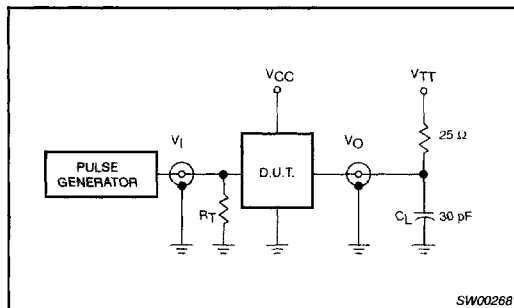 VCC
VTT
VI
VO
25 Ω
PULSE
GENERATOR
D.U.T.
RT
CL
30 pF
SW00268